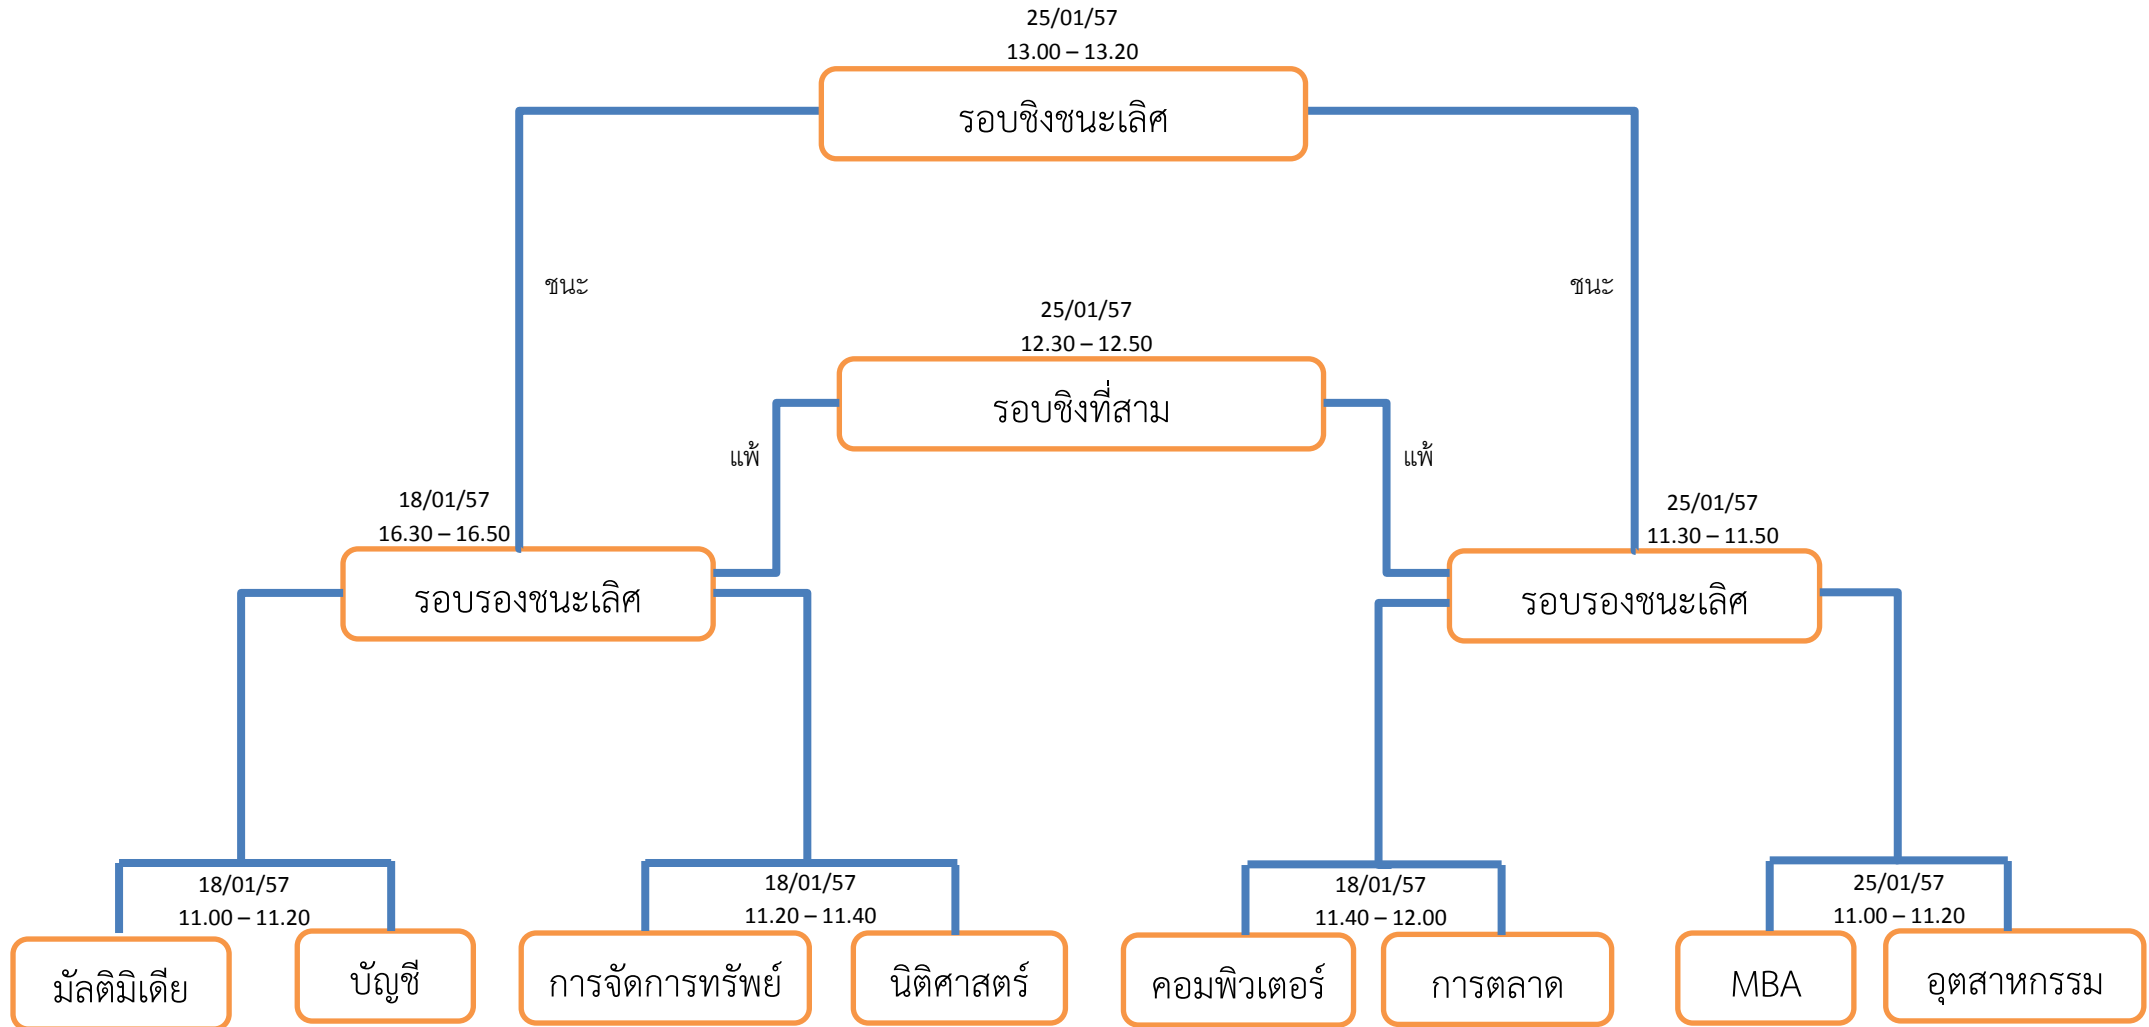 25/01/57
13.00 – 13.20
รอบชิงชนะเลิศ
ชนะ
ชนะ
25/01/57
12.30 – 12.50
รอบชิงที่สาม
แพ้
แพ้
18/01/57
16.30 – 16.50
รอบรองชนะเลิศ
25/01/57
11.30 – 11.50
รอบรองชนะเลิศ
18/01/57
11.00 – 11.20
18/01/57
11.20 – 11.40
18/01/57
11.40 – 12.00
25/01/57
11.00 – 11.20
มัลติมิเดีย
บัญชี
การจัดการทรัพย์
นิติศาสตร์
คอมพิวเตอร์
การตลาด
MBA
อุตสาหกรรม